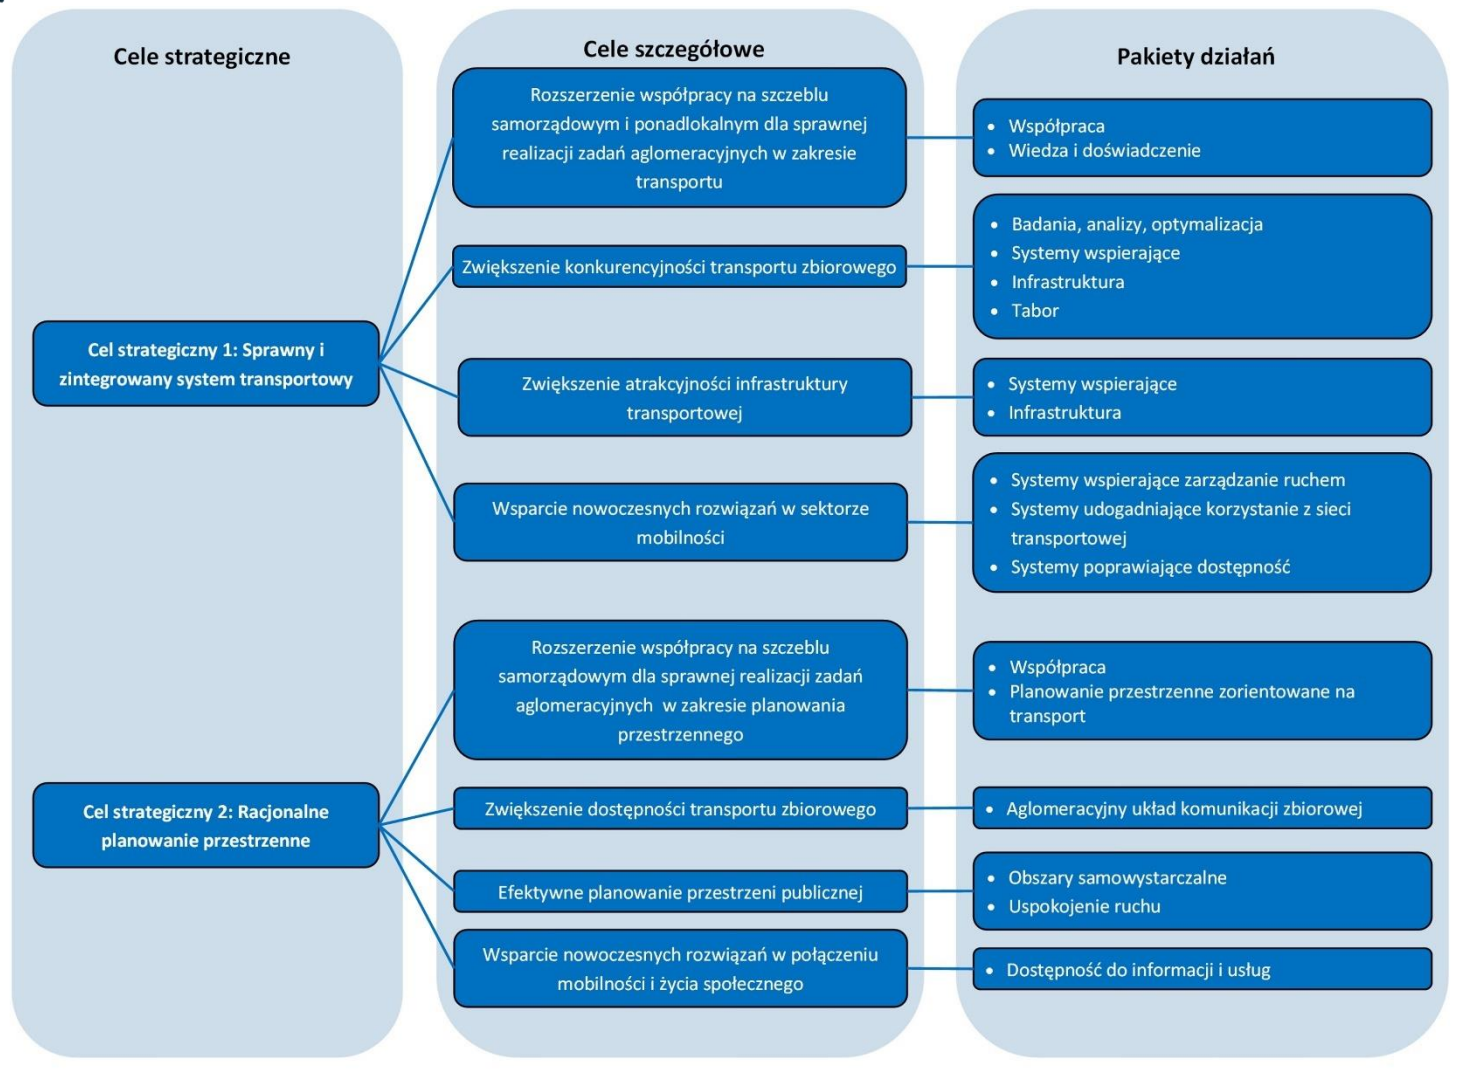 Cele strategiczne
Cele szczegółowe
Pakiety działań
Cel strategiczny 1: Sprawny i
zintegrowany system transportowy
Rozszerzenie współpracy na szczeblu
samorządowym i ponadlokalnym dla sprawnej
realizacji zadań aglomeracyjnych w zakresie
transportu
• Współpraca
• Wiedza i doświadczenie
Zwiększenie konkurencyjności transportu zbiorowego
• Badania, analizy, optymalizacja
• Systemy wspierające
• Infrastruktura
• Tabor
Zwiększenie atrakcyjności infrastruktury
transportowej
• Systemy wspierające
• Infrastruktura
Wsparcie nowoczesnych rozwiązań w sektorze
mobilności
• Systemy wspierające zarządzanie ruchem
• Systemy udogadniające korzystanie z sieci
transportowej
• Systemy poprawiające dostępność
Cel strategiczny 2: Racjonalne
planowanie przestrzenne
Rozszerzenie współpracy na szczeblu
samorządowym dla sprawnej realizacji zadań
aglomeracyjnych w zakresie planowania
przestrzennego
• Współpraca
• Planowanie przestrzenne zorientowane na
transport
Zwiększenie dostępności transportu zbiorowego
• Aglomeracyjny układ komunikacji zbiorowej
Efektywne planowanie przestrzeni publicznej
• Obszary samowystarczalne
• Uspokojenie ruchu
Wsparcie nowoczesnych rozwiązań w połączeniu
mobilności i życia społecznego
• Dostępność do informacji i usług